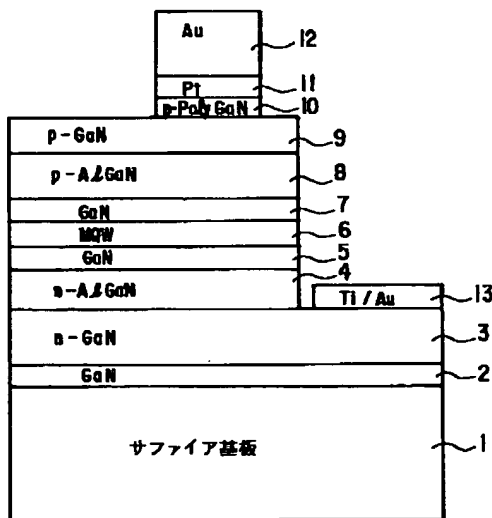 Au 12
Pt 11
p-Poly GaN 10
p-GaN 9
p-AlGaN 8
GaN 7
MQW 6
GaN 5
n-AlGaN 4
Ti/Au 13
n-GaN 3
GaN 2
サファイア基板 1